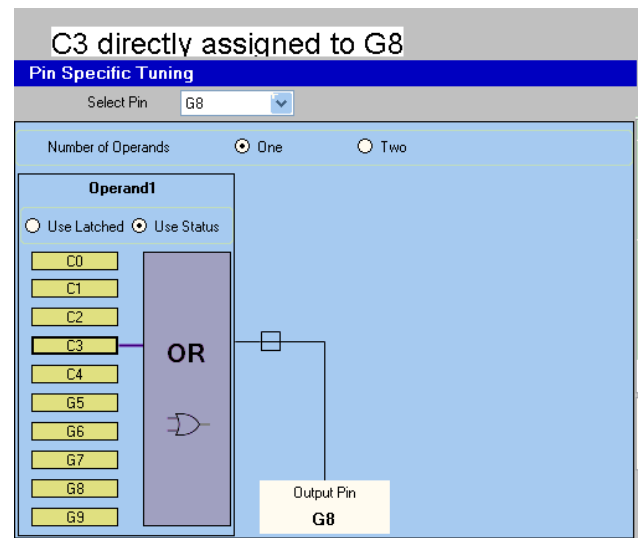 C3 directly assigned to G8
Pin Specific Tuning
Select Pin G8
Number of Operands One Two
Operand1
Use Latched Use Status
C0
C1
C2
C3
OR
C4
G5
G6
G7
G8
G9
Output Pin
G8